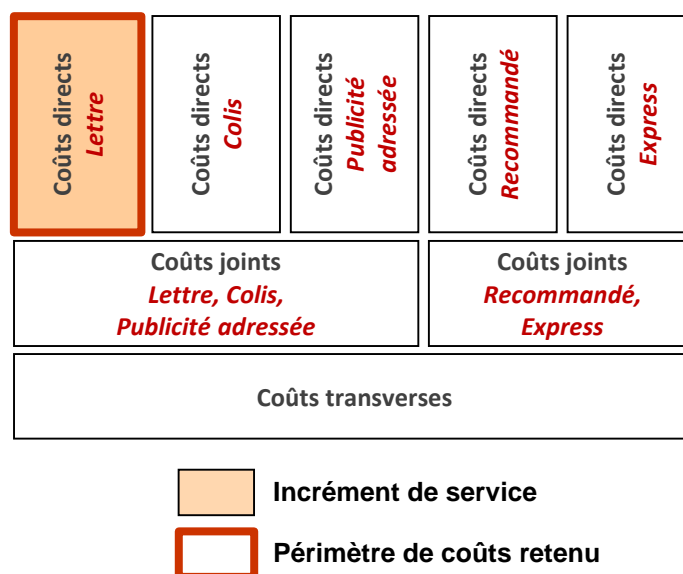 Coûts directs
Lettre
Coûts directs
Colis
Coûts directs
Publicité
adressée
Coûts directs
Recommandé
Coûts directs
Express
Coûts joints
Lettre, Colis,
Publicité adressée
Coûts joints
Recommandé,
Express
Coûts transverses
Incrément de service
Périmètre de coûts retenu